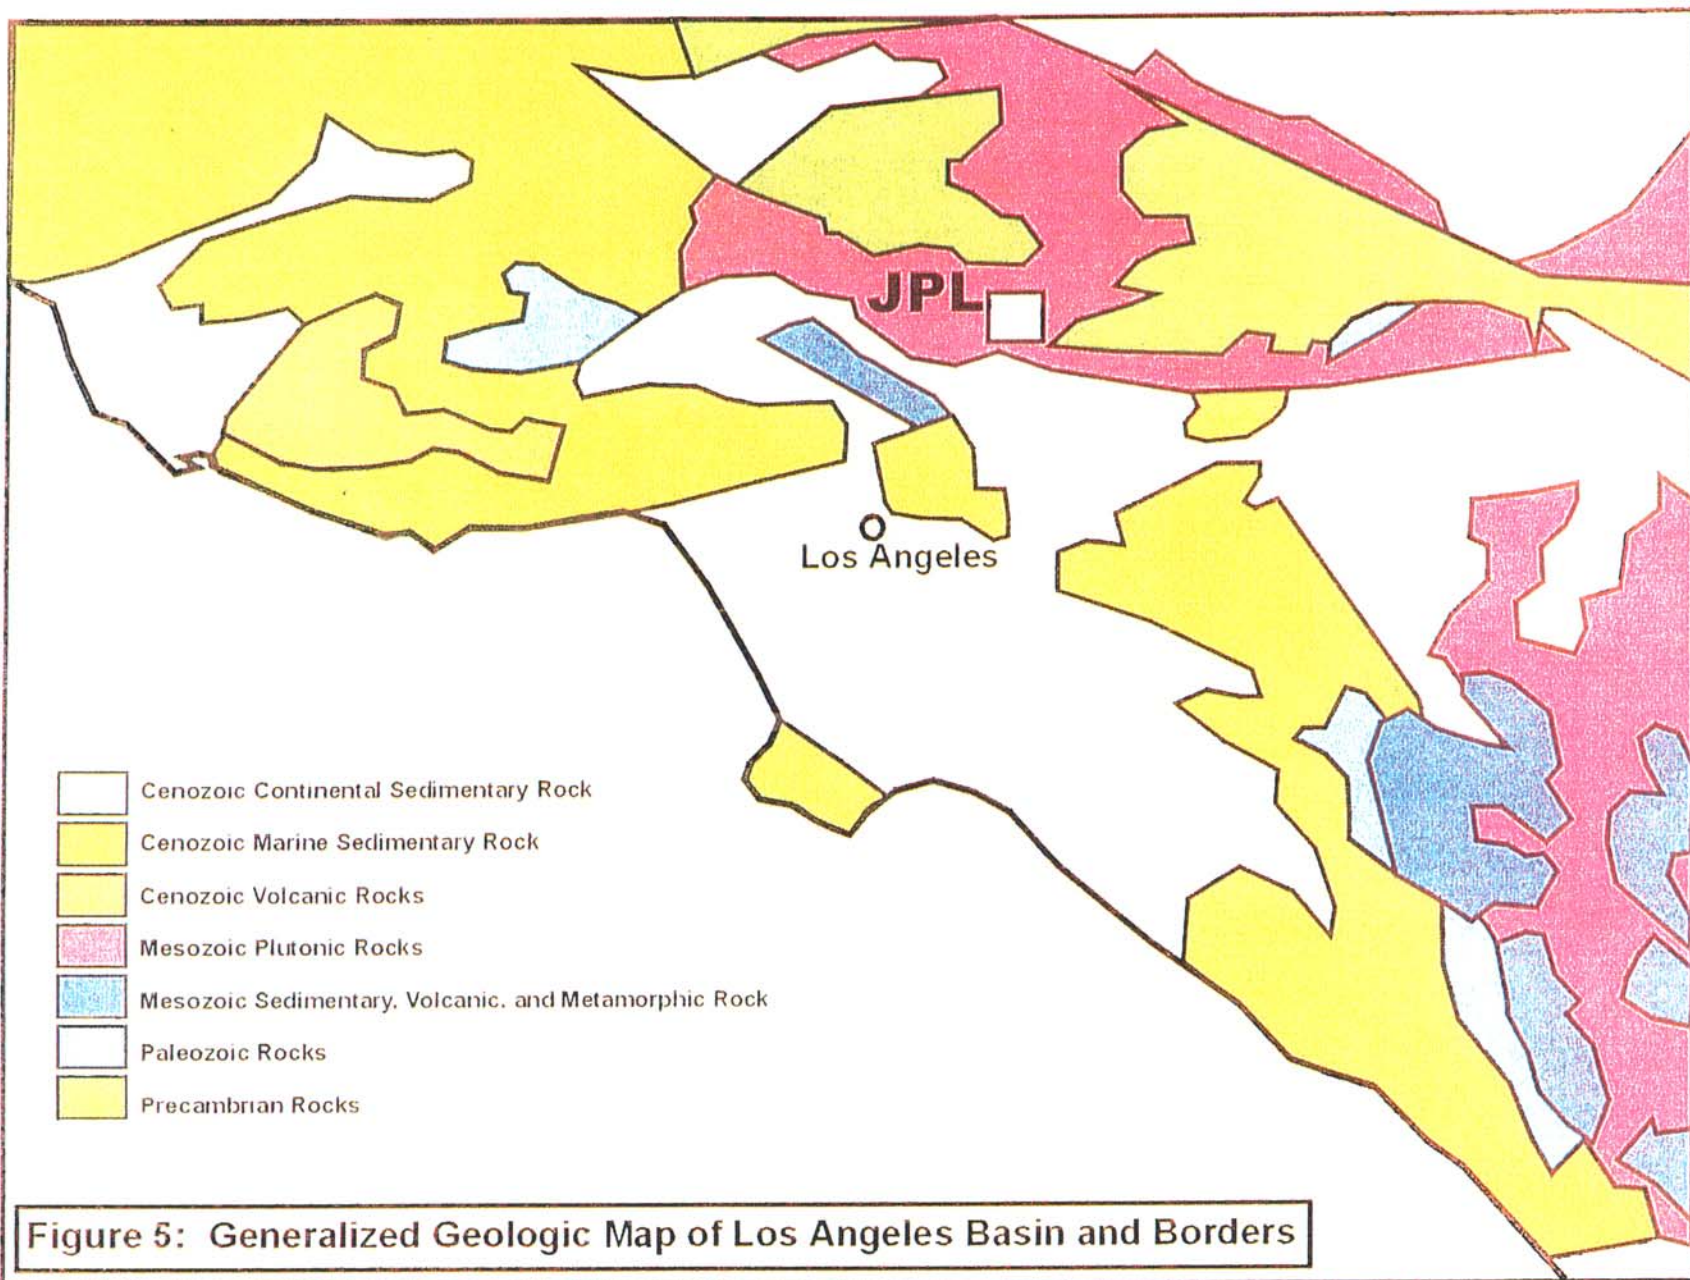 JPL
Los Angeles
Cenozoic Continental Sedimentary Rock
Cenozoic Marine Sedimentary Rock
Cenozoic Volcanic Rocks
Mesozoic Plutonic Rocks
Mesozoic Sedimentary, Volcanic, and Metamorphic Rock
Paleozoic Rocks
Precambrian Rocks
Figure 5: Generalized Geologic Map of Los Angeles Basin and Borders